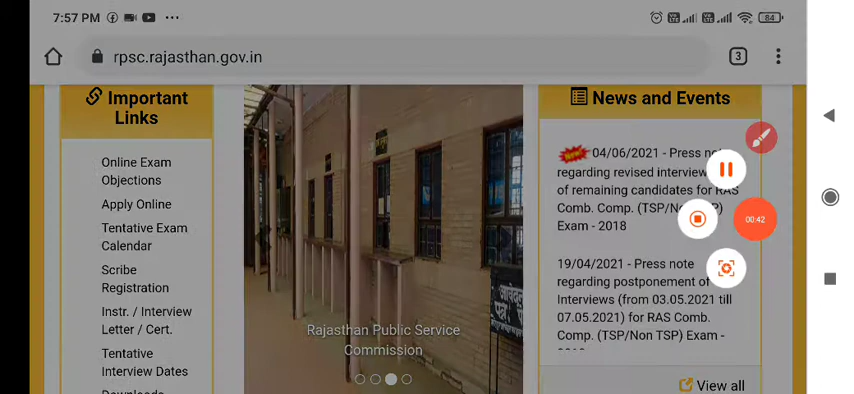 7:57 PM
84
rpsc.rajasthan.gov.in
3
Important
Links
Online Exam
Objections
Apply Online
Tentative Exam
Calendar
Scribe
Registration
Instr. / Interview
Letter / Cert.
Tentative
Interview Dates
Downloads
Rajasthan Public Service
Commission
News and Events
04/06/2021 - Press note
regarding revised interview
of remaining candidates for RAS
Comb. Comp. (TSP/Non TSP)
Exam - 2018
19/04/2021 - Press note
regarding postponement of
Interviews (from 03.05.2021 till
07.05.2021) for RAS Comb.
Comp. (TSP/Non TSP) Exam -
View all
00:42